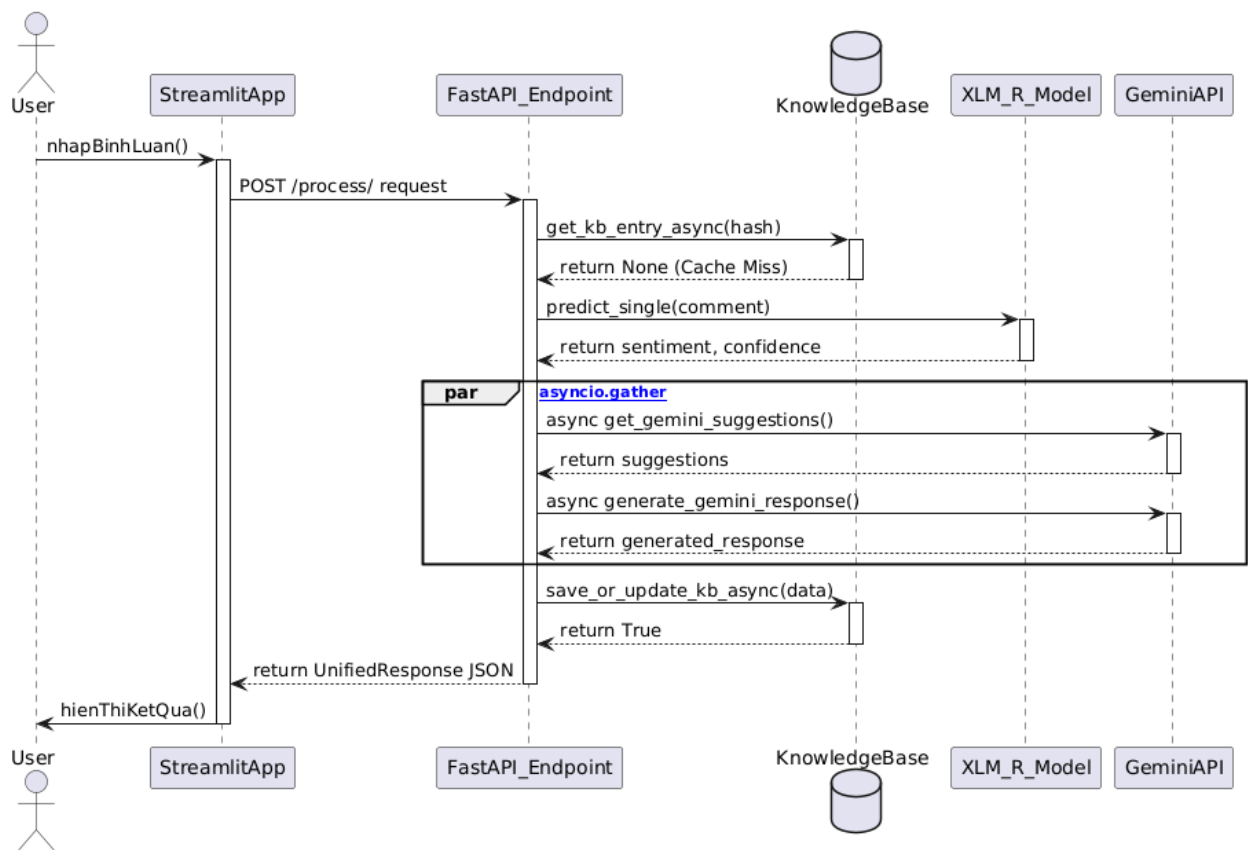 User
StreamlitApp
FastAPI_Endpoint
KnowledgeBase
XLM_R_Model
GeminiAPI
nhapBinhLuan()
POST /process/ request
get_kb_entry_async(hash)
return None (Cache Miss)
predict_single(comment)
return sentiment, confidence
par
asyncio.gather
async get_gemini_suggestions()
return suggestions
async generate_gemini_response()
return generated_response
save_or_update_kb_async(data)
return True
return UnifiedResponse JSON
hienThiKetQua()
User
StreamlitApp
FastAPI_Endpoint
KnowledgeBase
XLM_R_Model
GeminiAPI